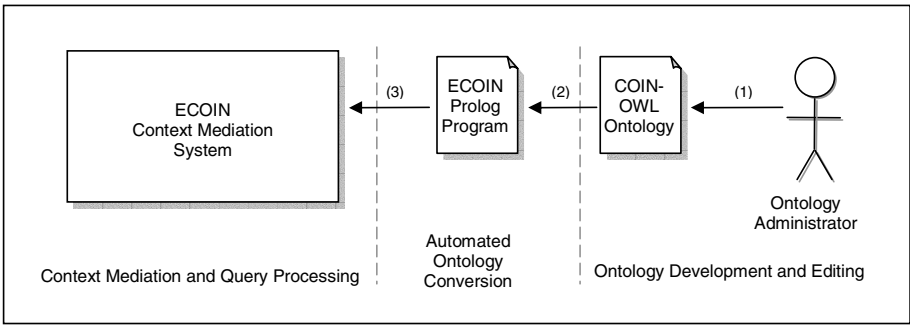 ECOIN
Context Mediation
System
(3)
ECOIN
Prolog
Program
(2)
COIN-
OWL
Ontology
(1)
Ontology
Administrator
Context Mediation and Query Processing
Automated
Ontology
Conversion
Ontology Development and Editing